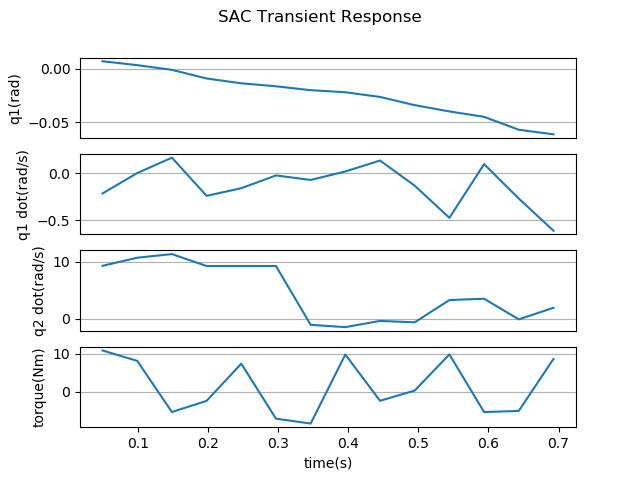 SAC Transient Response
q1(rad)
0.00
−0.05
q1 dot(rad/s)
0.0
−0.5
q2 dot(rad/s)
10
0
torque(Nm)
10
0
0.1 0.2 0.3 0.4 0.5 0.6 0.7
time(s)